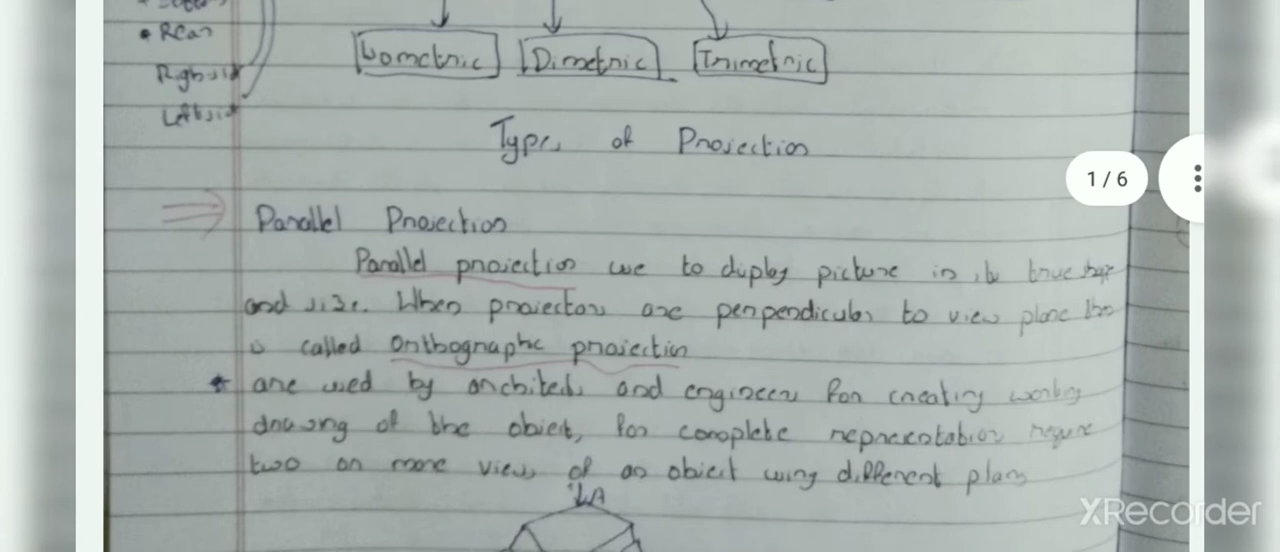 • Rear
Right side
Left side
Isometric Dimetric Trimetric
Types of Projection
1 / 6
⇒ Parallel Projection
Parallel projection use to display picture in its true shape
and size. When projectors are perpendicular to view plane then
is called orthographic projection
* are used by architects and engineers for creating working
drawing of the object, for complete representation require
two or more views of an object using different plans
A
XRecorder